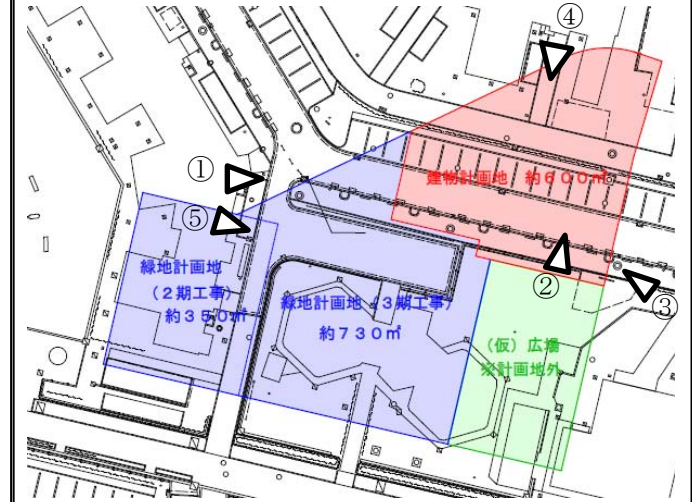 ④
①
建物計画地 約600㎡
⑤
緑地計画地
(2期工事)
約350㎡
緑地計画地(3期工事)
約730㎡
②
③
(仮)広場
※計画地外